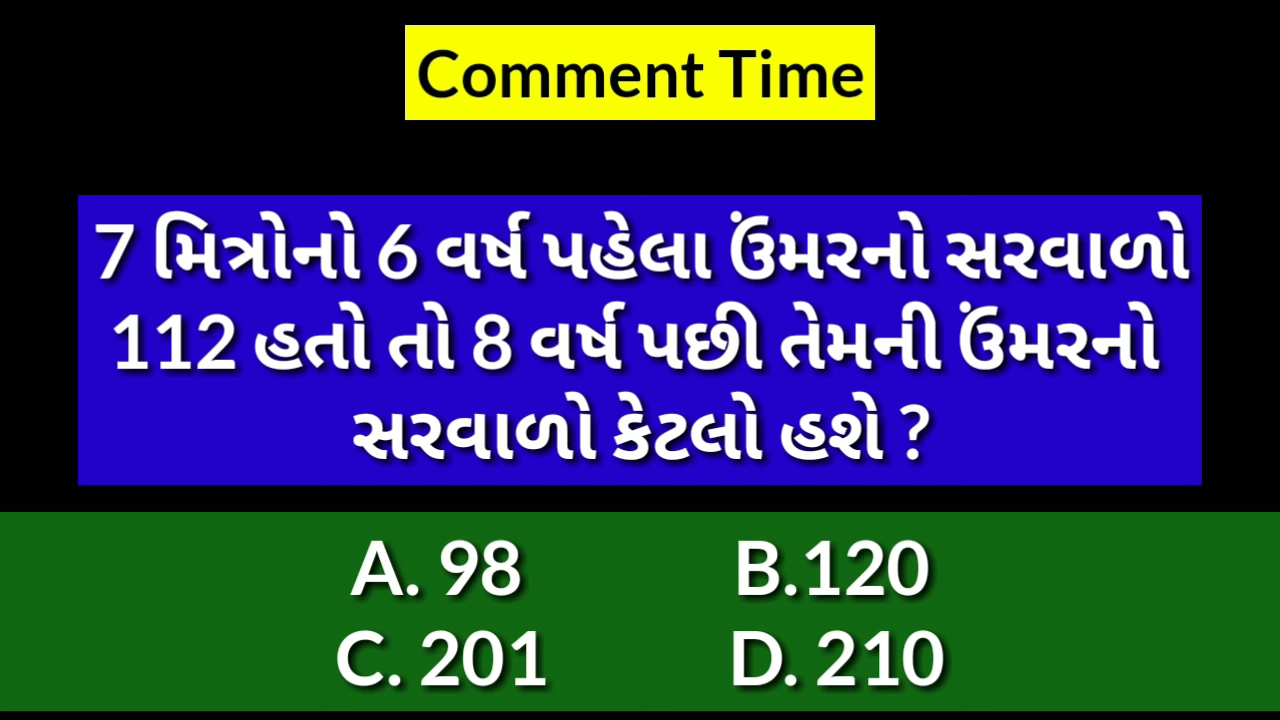 Comment Time
7 મિત્રોનો 6 વર્ષ પહેલા ઉંમરનો સરવાળો
112 હતો તો 8 વર્ષ પછી તેમની ઉંમરનો
સરવાળો કેટલો હશે ?
A. 98 B.120
C. 201 D. 210